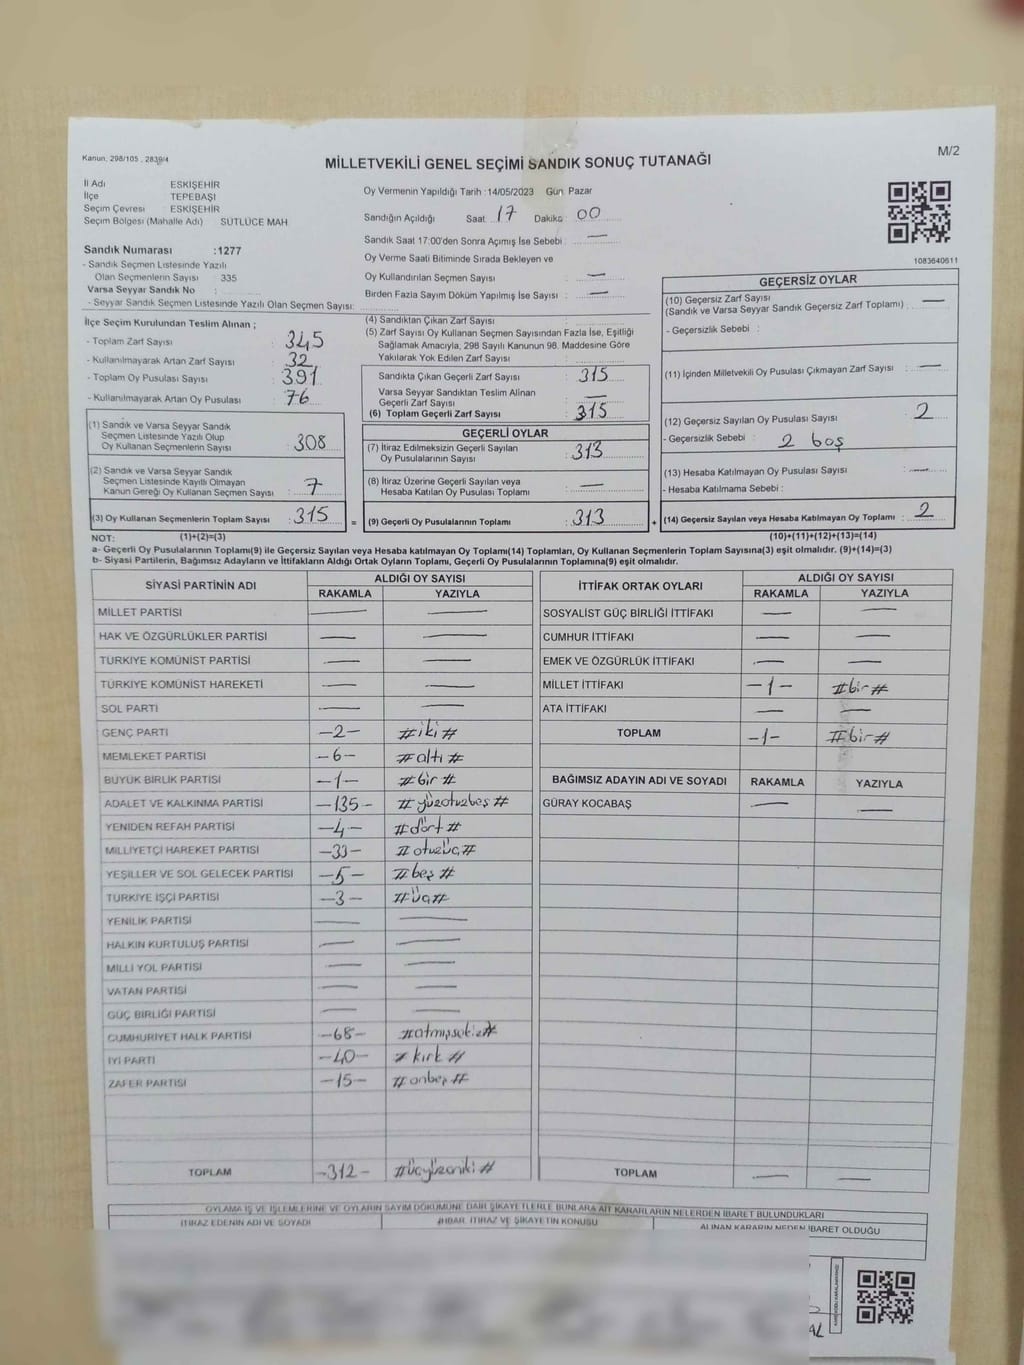 Kanun, 298/105 , 2839/4
MİLLETVEKİLİ GENEL SEÇİMİ SANDIK SONUÇ TUTANAĞI
M/2
İl Adı ESKİŞEHİR
İlçe TEPEBAŞI
Seçim Çevresi ESKİŞEHİR
Seçim Bölgesi (Mahalle Adı) SÜTLÜCE MAH.
Sandık Numarası :1277
- Sandık Seçmen Listesinde Yazılı
Olan Seçmenlerin Sayısı : 335
Varsa Seyyar Sandık No :
- Seyyar Sandık Seçmen Listesinde Yazılı Olan Seçmen Sayısı:
Oy Vermenin Yapıldığı Tarih :14/05/2023 Gün: Pazar
Sandığın Açıldığı Saat 17 Dakika : 00
Sandık Saat 17:00'den Sonra Açımış İse Sebebi : —
Oy Verme Saati Bitiminde Sırada Bekleyen ve
Oy Kullandırılan Seçmen Sayısı : —
Birden Fazla Sayım Döküm Yapılmış İse Sayısı : —
1083640611
İlçe Seçim Kurulundan Teslim Alınan ;
- Toplam Zarf Sayısı : 345
- Kullanılmayarak Artan Zarf Sayısı : 32
- Toplam Oy Pusulası Sayısı : 391
- Kullanılmayarak Artan Oy Pusulası : 76
(1) Sandık ve Varsa Seyyar Sandık
Seçmen Listesinde Yazılı Olup
Oy Kullanan Seçmenlerin Sayısı : 308
(2) Sandık ve Varsa Seyyar Sandık
Seçmen Listesinde Kayıtlı Olmayan
Kanun Gereği Oy Kullanan Seçmen Sayısı : 7
(3) Oy Kullanan Seçmenlerin Toplam Sayısı : 315 =
(4) Sandıktan Çıkan Zarf Sayısı :
(5) Zarf Sayısı Oy Kullanan Seçmen Sayısından Fazla İse, Eşitliği
Sağlamak Amacıyla, 298 Sayılı Kanunun 98. Maddesine Göre
Yakılarak Yok Edilen Zarf Sayısı :
Sandıkta Çıkan Geçerli Zarf Sayısı : 315
Varsa Seyyar Sandıktan Teslim Alınan
Geçerli Zarf Sayısı : —
(6) Toplam Geçerli Zarf Sayısı : 315
GEÇERLİ OYLAR
(7) İtiraz Edilmeksizin Geçerli Sayılan
Oy Pusulalarının Sayısı : 313
(8) İtiraz Üzerine Geçerli Sayılan veya
Hesaba Katılan Oy Pusulası Toplamı : —
(9) Geçerli Oy Pusulalarının Toplamı : 313 +
GEÇERSİZ OYLAR
(10) Geçersiz Zarf Sayısı
(Sandık ve Varsa Seyyar Sandık Geçersiz Zarf Toplamı) : —
- Geçersizlik Sebebi :
(11) İçinden Milletvekili Oy Pusulası Çıkmayan Zarf Sayısı : —
(12) Geçersiz Sayılan Oy Pusulası Sayısı : 2
- Geçersizlik Sebebi : 2 boş
(13) Hesaba Katılmayan Oy Pusulası Sayısı : —
- Hesaba Katılmama Sebebi :
(14) Geçersiz Sayılan veya Hesaba Katılmayan Oy Toplamı : 2
NOT: (1)+(2)=(3) (10)+(11)+(12)+(13)=(14)
a- Geçerli Oy Pusulalarının Toplamı(9) ile Geçersiz Sayılan veya Hesaba katılmayan Oy Toplamı(14) Toplamları, Oy Kullanan Seçmenlerin Toplam Sayısına(3) eşit olmalıdır. (9)+(14)=(3)
b- Siyasi Partilerin, Bağımsız Adayların ve İttifakların Aldığı Ortak Oyların Toplamı, Geçerli Oy Pusulalarının Toplamına(9) eşit olmalıdır.
SİYASİ PARTİNİN ADI ALDIĞI OY SAYISI
RAKAMLA YAZIYLA
MİLLET PARTİSİ — —
HAK VE ÖZGÜRLÜKLER PARTİSİ — —
TÜRKİYE KOMÜNİST PARTİSİ — —
TÜRKİYE KOMÜNİST HAREKETİ — —
SOL PARTİ — —
GENÇ PARTİ -2- #iki#
MEMLEKET PARTİSİ -6- #altı#
BÜYÜK BİRLİK PARTİSİ -1- #bir#
ADALET VE KALKINMA PARTİSİ -135- #yüzotuzbeş#
YENİDEN REFAH PARTİSİ -4- #dört#
MİLLİYETÇİ HAREKET PARTİSİ -33- #otuzüç#
YEŞİLLER VE SOL GELECEK PARTİSİ -5- #beş#
TÜRKİYE İŞÇİ PARTİSİ -3- #üç#
YENİLİK PARTİSİ — —
HALKIN KURTULUŞ PARTİSİ — —
MİLLİ YOL PARTİSİ — —
VATAN PARTİSİ — —
GÜÇ BİRLİĞİ PARTİSİ — —
CUMHURİYET HALK PARTİSİ -68- #atmışsekiz#
İYİ PARTİ -40- #kırk#
ZAFER PARTİSİ -15- #onbeş#
TOPLAM -312- #üçyüzoniki#
İTTİFAK ORTAK OYLARI ALDIĞI OY SAYISI
RAKAMLA YAZIYLA
SOSYALİST GÜÇ BİRLİĞİ İTTİFAKI — —
CUMHUR İTTİFAKI — —
EMEK VE ÖZGÜRLÜK İTTİFAKI — —
MİLLET İTTİFAKI -1- #bir#
ATA İTTİFAKI — —
TOPLAM -1- #bir#
BAĞIMSIZ ADAYIN ADI VE SOYADI RAKAMLA YAZIYLA
GÜRAY KOCABAŞ — —
TOPLAM — —
OYLAMA İŞ VE İŞLEMLERİNE VE OYLARIN SAYIM DÖKÜMÜNE DAİR ŞİKAYETLERLE BUNLARA AİT KARARLARIN NELERDEN İBARET BULUNDUKLARI
İTİRAZ EDENİN ADI VE SOYADI İHBAR, İTİRAZ VE ŞİKAYETİN KONUSU ALINAN KARARIN NEDEN İBARET OLDUĞU